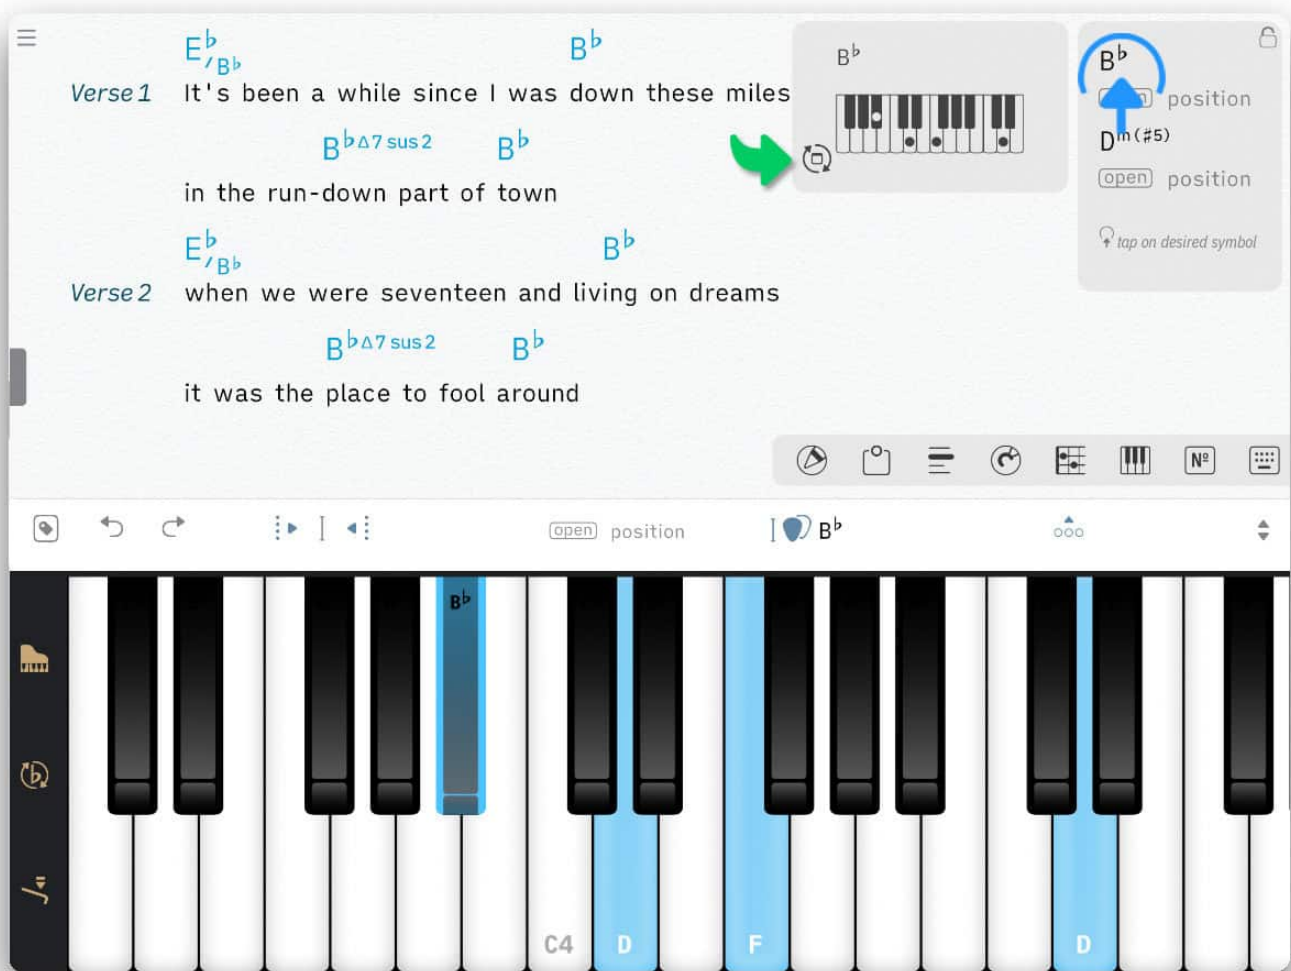 E♭/B♭ B♭
Verse 1 It's been a while since I was down these miles
B♭Δ7 sus2 B♭
in the run-down part of town
E♭/B♭ B♭
Verse 2 when we were seventeen and living on dreams
B♭Δ7 sus2 B♭
it was the place to fool around
B♭
B♭
position
Dm(♯5)
open position
tap on desired symbol
Nº
open position
B♭
B♭
C4 D F D